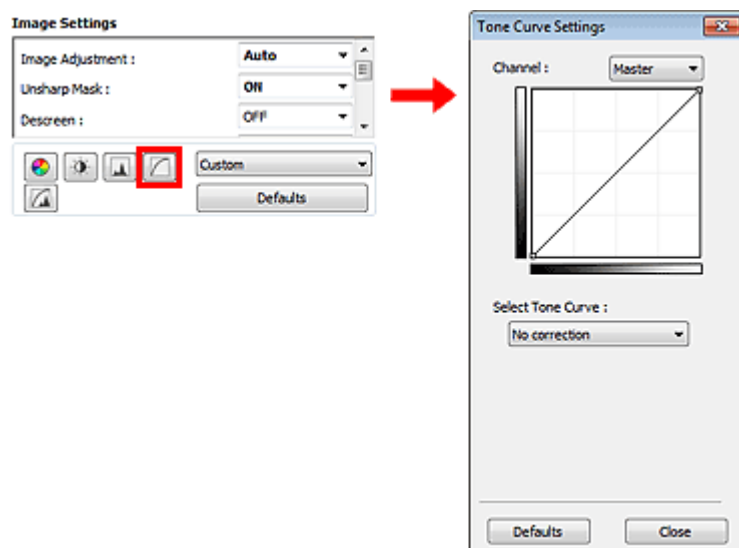 Image Settings
Image Adjustment :
Auto
Unsharp Mask :
ON
Descreen :
OFF
Custom
Defaults
Tone Curve Settings
Channel :
Master
Select Tone Curve :
No correction
Defaults
Close